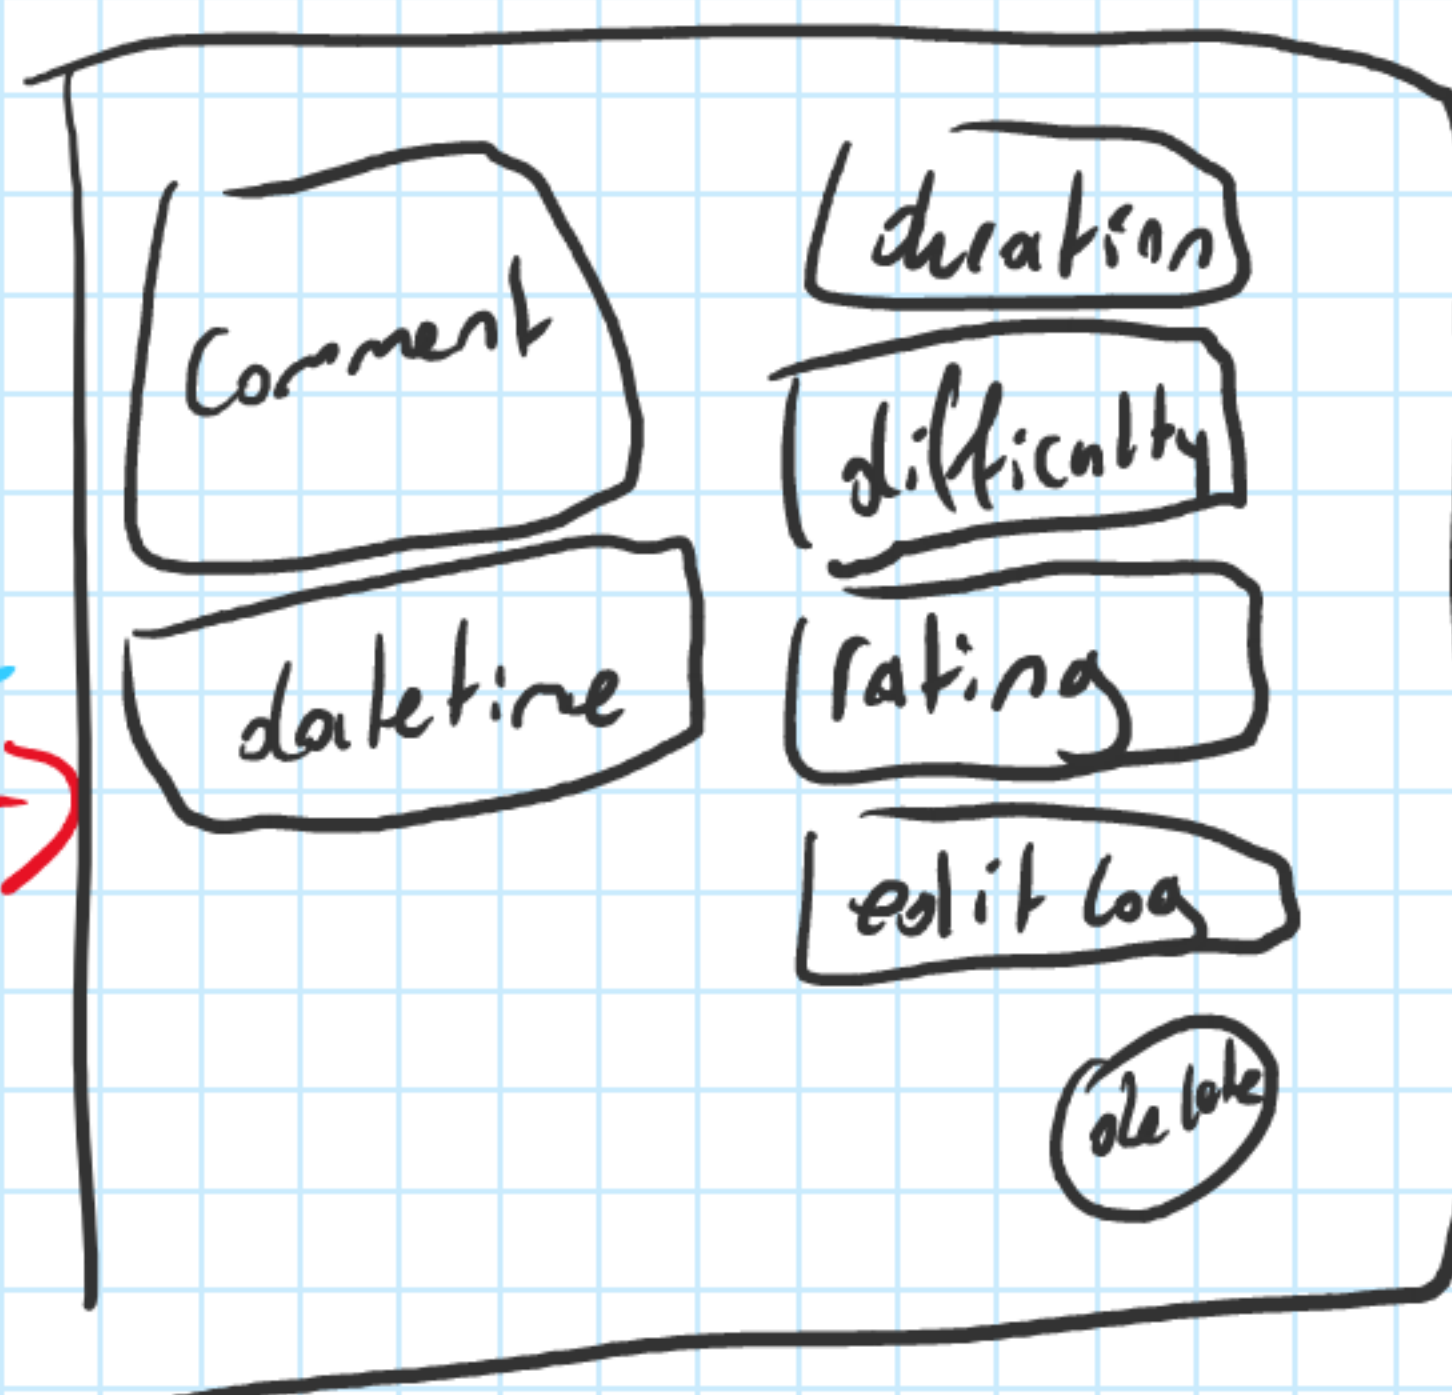 Comment
datetime
duration
difficulty
rating
edit log
delete